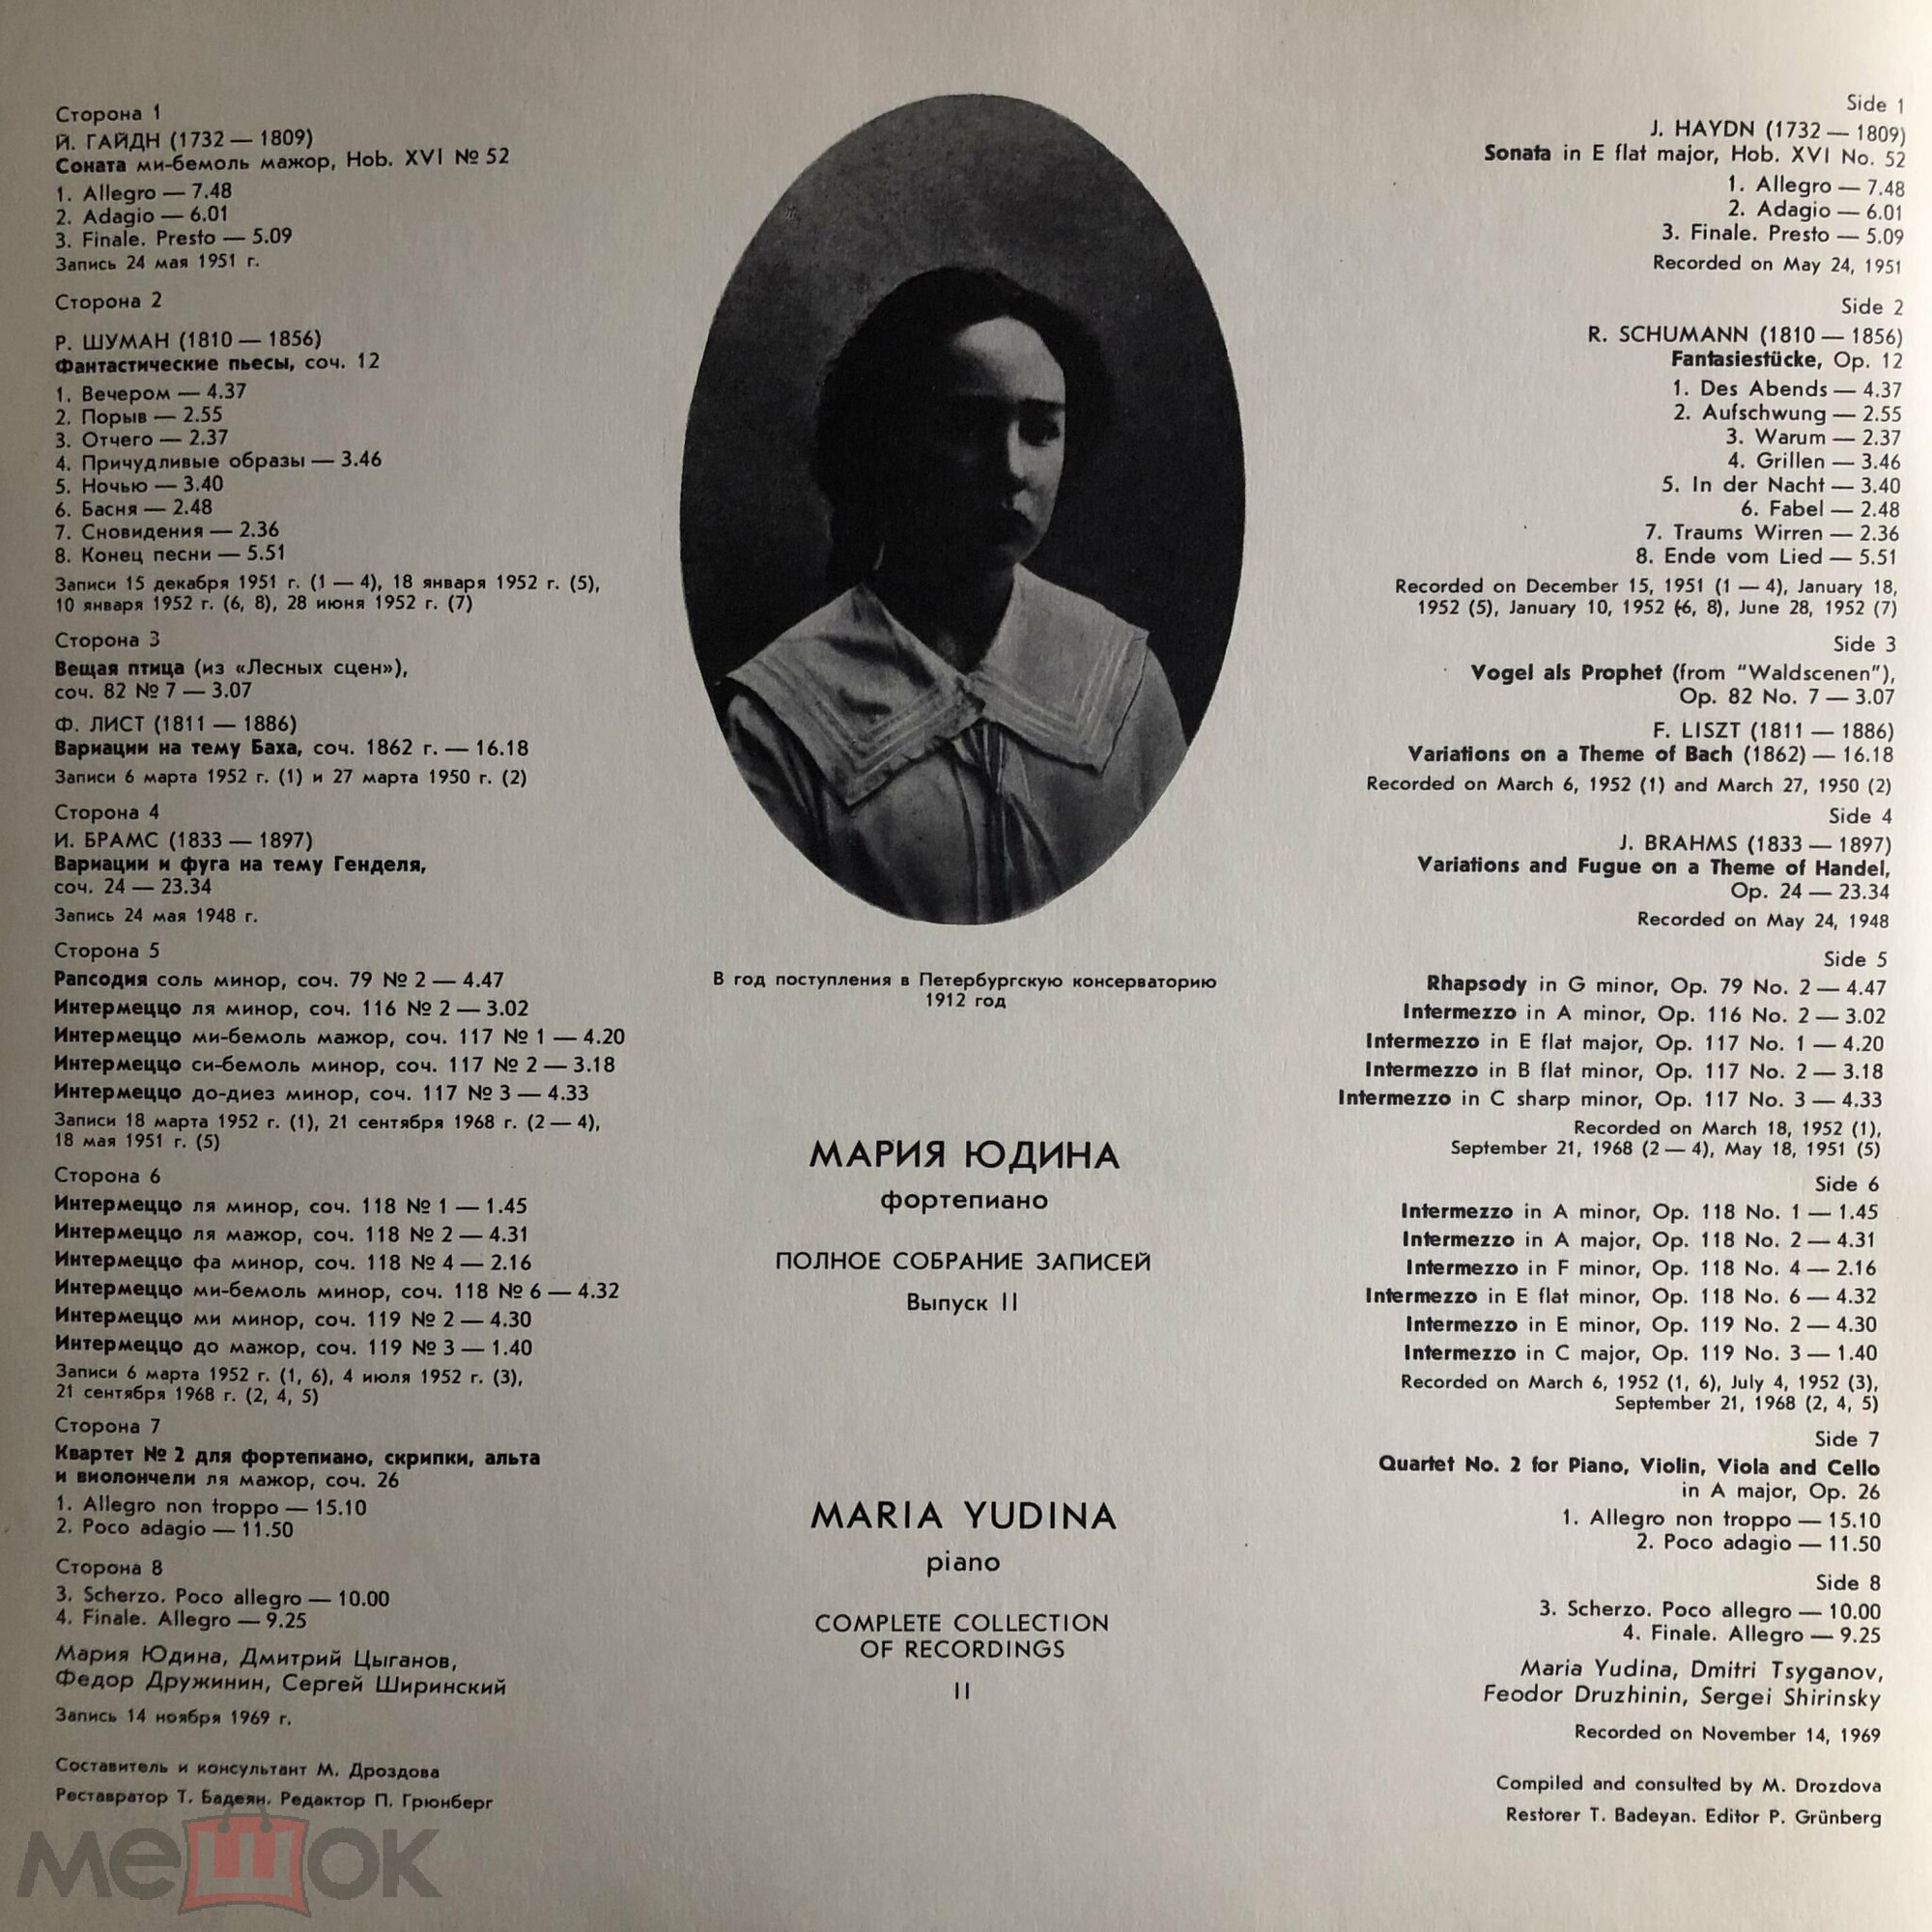 Сторона 1
Й. ГАЙДН (1732 — 1809)
Соната ми-бемоль мажор, Hob. XVI № 52
1. Allegro — 7.48
2. Adagio — 6.01
3. Finale. Presto — 5.09
Запись 24 мая 1951 г.
Сторона 2
Р. ШУМАН (1810 — 1856)
Фантастические пьесы, соч. 12
1. Вечером — 4.37
2. Порыв — 2.55
3. Отчего — 2.37
4. Причудливые образы — 3.46
5. Ночью — 3.40
6. Басня — 2.48
7. Сновидения — 2.36
8. Конец песни — 5.51
Записи 15 декабря 1951 г. (1 — 4), 18 января 1952 г. (5),
10 января 1952 г. (6, 8), 28 июня 1952 г. (7)
Сторона 3
Вещая птица (из «Лесных сцен»),
соч. 82 № 7 — 3.07
Ф. ЛИСТ (1811 — 1886)
Вариации на тему Баха, соч. 1862 г. — 16.18
Записи 6 марта 1952 г. (1) и 27 марта 1950 г. (2)
Сторона 4
И. БРАМС (1833 — 1897)
Вариации и фуга на тему Генделя,
соч. 24 — 23.34
Запись 24 мая 1948 г.
Сторона 5
Рапсодия соль минор, соч. 79 № 2 — 4.47
Интермеццо ля минор, соч. 116 № 2 — 3.02
Интермеццо ми-бемоль мажор, соч. 117 № 1 — 4.20
Интермеццо си-бемоль минор, соч. 117 № 2 — 3.18
Интермеццо до-диез минор, соч. 117 № 3 — 4.33
Записи 18 марта 1952 г. (1), 21 сентября 1968 г. (2 — 4),
18 мая 1951 г. (5)
Сторона 6
Интермеццо ля минор, соч. 118 № 1 — 1.45
Интермеццо ля мажор, соч. 118 № 2 — 4.31
Интермеццо фа минор, соч. 118 № 4 — 2.16
Интермеццо ми-бемоль минор, соч. 118 № 6 — 4.32
Интермеццо ми минор, соч. 119 № 2 — 4.30
Интермеццо до мажор, соч. 119 № 3 — 1.40
Записи 6 марта 1952 г. (1, 6), 4 июля 1952 г. (3),
21 сентября 1968 г. (2, 4, 5)
Сторона 7
Квартет № 2 для фортепиано, скрипки, альта
и виолончели ля мажор, соч. 26
1. Allegro non troppo — 15.10
2. Poco adagio — 11.50
Сторона 8
3. Scherzo. Poco allegro — 10.00
4. Finale. Allegro — 9.25
Мария Юдина, Дмитрий Цыганов,
Федор Дружинин, Сергей Ширинский
Запись 14 ноября 1969 г.
Составитель и консультант М. Дроздова
Реставратор Т. Бадеян. Редактор П. Грюнберг
В год поступления в Петербургскую консерваторию
1912 год
МАРИЯ ЮДИНА
фортепиано
ПОЛНОЕ СОБРАНИЕ ЗАПИСЕЙ
Выпуск II
MARIA YUDINA
piano
COMPLETE COLLECTION
OF RECORDINGS
II
Side 1
J. HAYDN (1732 — 1809)
Sonata in E flat major, Hob. XVI No. 52
1. Allegro — 7.48
2. Adagio — 6.01
3. Finale. Presto — 5.09
Recorded on May 24, 1951
Side 2
R. SCHUMANN (1810 — 1856)
Fantasiestücke, Op. 12
1. Des Abends — 4.37
2. Aufschwung — 2.55
3. Warum — 2.37
4. Grillen — 3.46
5. In der Nacht — 3.40
6. Fabel — 2.48
7. Traums Wirren — 2.36
8. Ende vom Lied — 5.51
Recorded on December 15, 1951 (1 — 4), January 18,
1952 (5), January 10, 1952 (6, 8), June 28, 1952 (7)
Side 3
Vogel als Prophet (from “Waldscenen”),
Op. 82 No. 7 — 3.07
F. LISZT (1811 — 1886)
Variations on a Theme of Bach (1862) — 16.18
Recorded on March 6, 1952 (1) and March 27, 1950 (2)
Side 4
J. BRAHMS (1833 — 1897)
Variations and Fugue on a Theme of Handel,
Op. 24 — 23.34
Recorded on May 24, 1948
Side 5
Rhapsody in G minor, Op. 79 No. 2 — 4.47
Intermezzo in A minor, Op. 116 No. 2 — 3.02
Intermezzo in E flat major, Op. 117 No. 1 — 4.20
Intermezzo in B flat minor, Op. 117 No. 2 — 3.18
Intermezzo in C sharp minor, Op. 117 No. 3 — 4.33
Recorded on March 18, 1952 (1),
September 21, 1968 (2 — 4), May 18, 1951 (5)
Side 6
Intermezzo in A minor, Op. 118 No. 1 — 1.45
Intermezzo in A major, Op. 118 No. 2 — 4.31
Intermezzo in F minor, Op. 118 No. 4 — 2.16
Intermezzo in E flat minor, Op. 118 No. 6 — 4.32
Intermezzo in E minor, Op. 119 No. 2 — 4.30
Intermezzo in C major, Op. 119 No. 3 — 1.40
Recorded on March 6, 1952 (1, 6), July 4, 1952 (3),
September 21, 1968 (2, 4, 5)
Side 7
Quartet No. 2 for Piano, Violin, Viola and Cello
in A major, Op. 26
1. Allegro non troppo — 15.10
2. Poco adagio — 11.50
Side 8
3. Scherzo. Poco allegro — 10.00
4. Finale. Allegro — 9.25
Maria Yudina, Dmitri Tsyganov,
Feodor Druzhinin, Sergei Shirinsky
Recorded on November 14, 1969
Compiled and consulted by M. Drozdova
Restorer T. Badeyan. Editor P. Grünberg
мешок